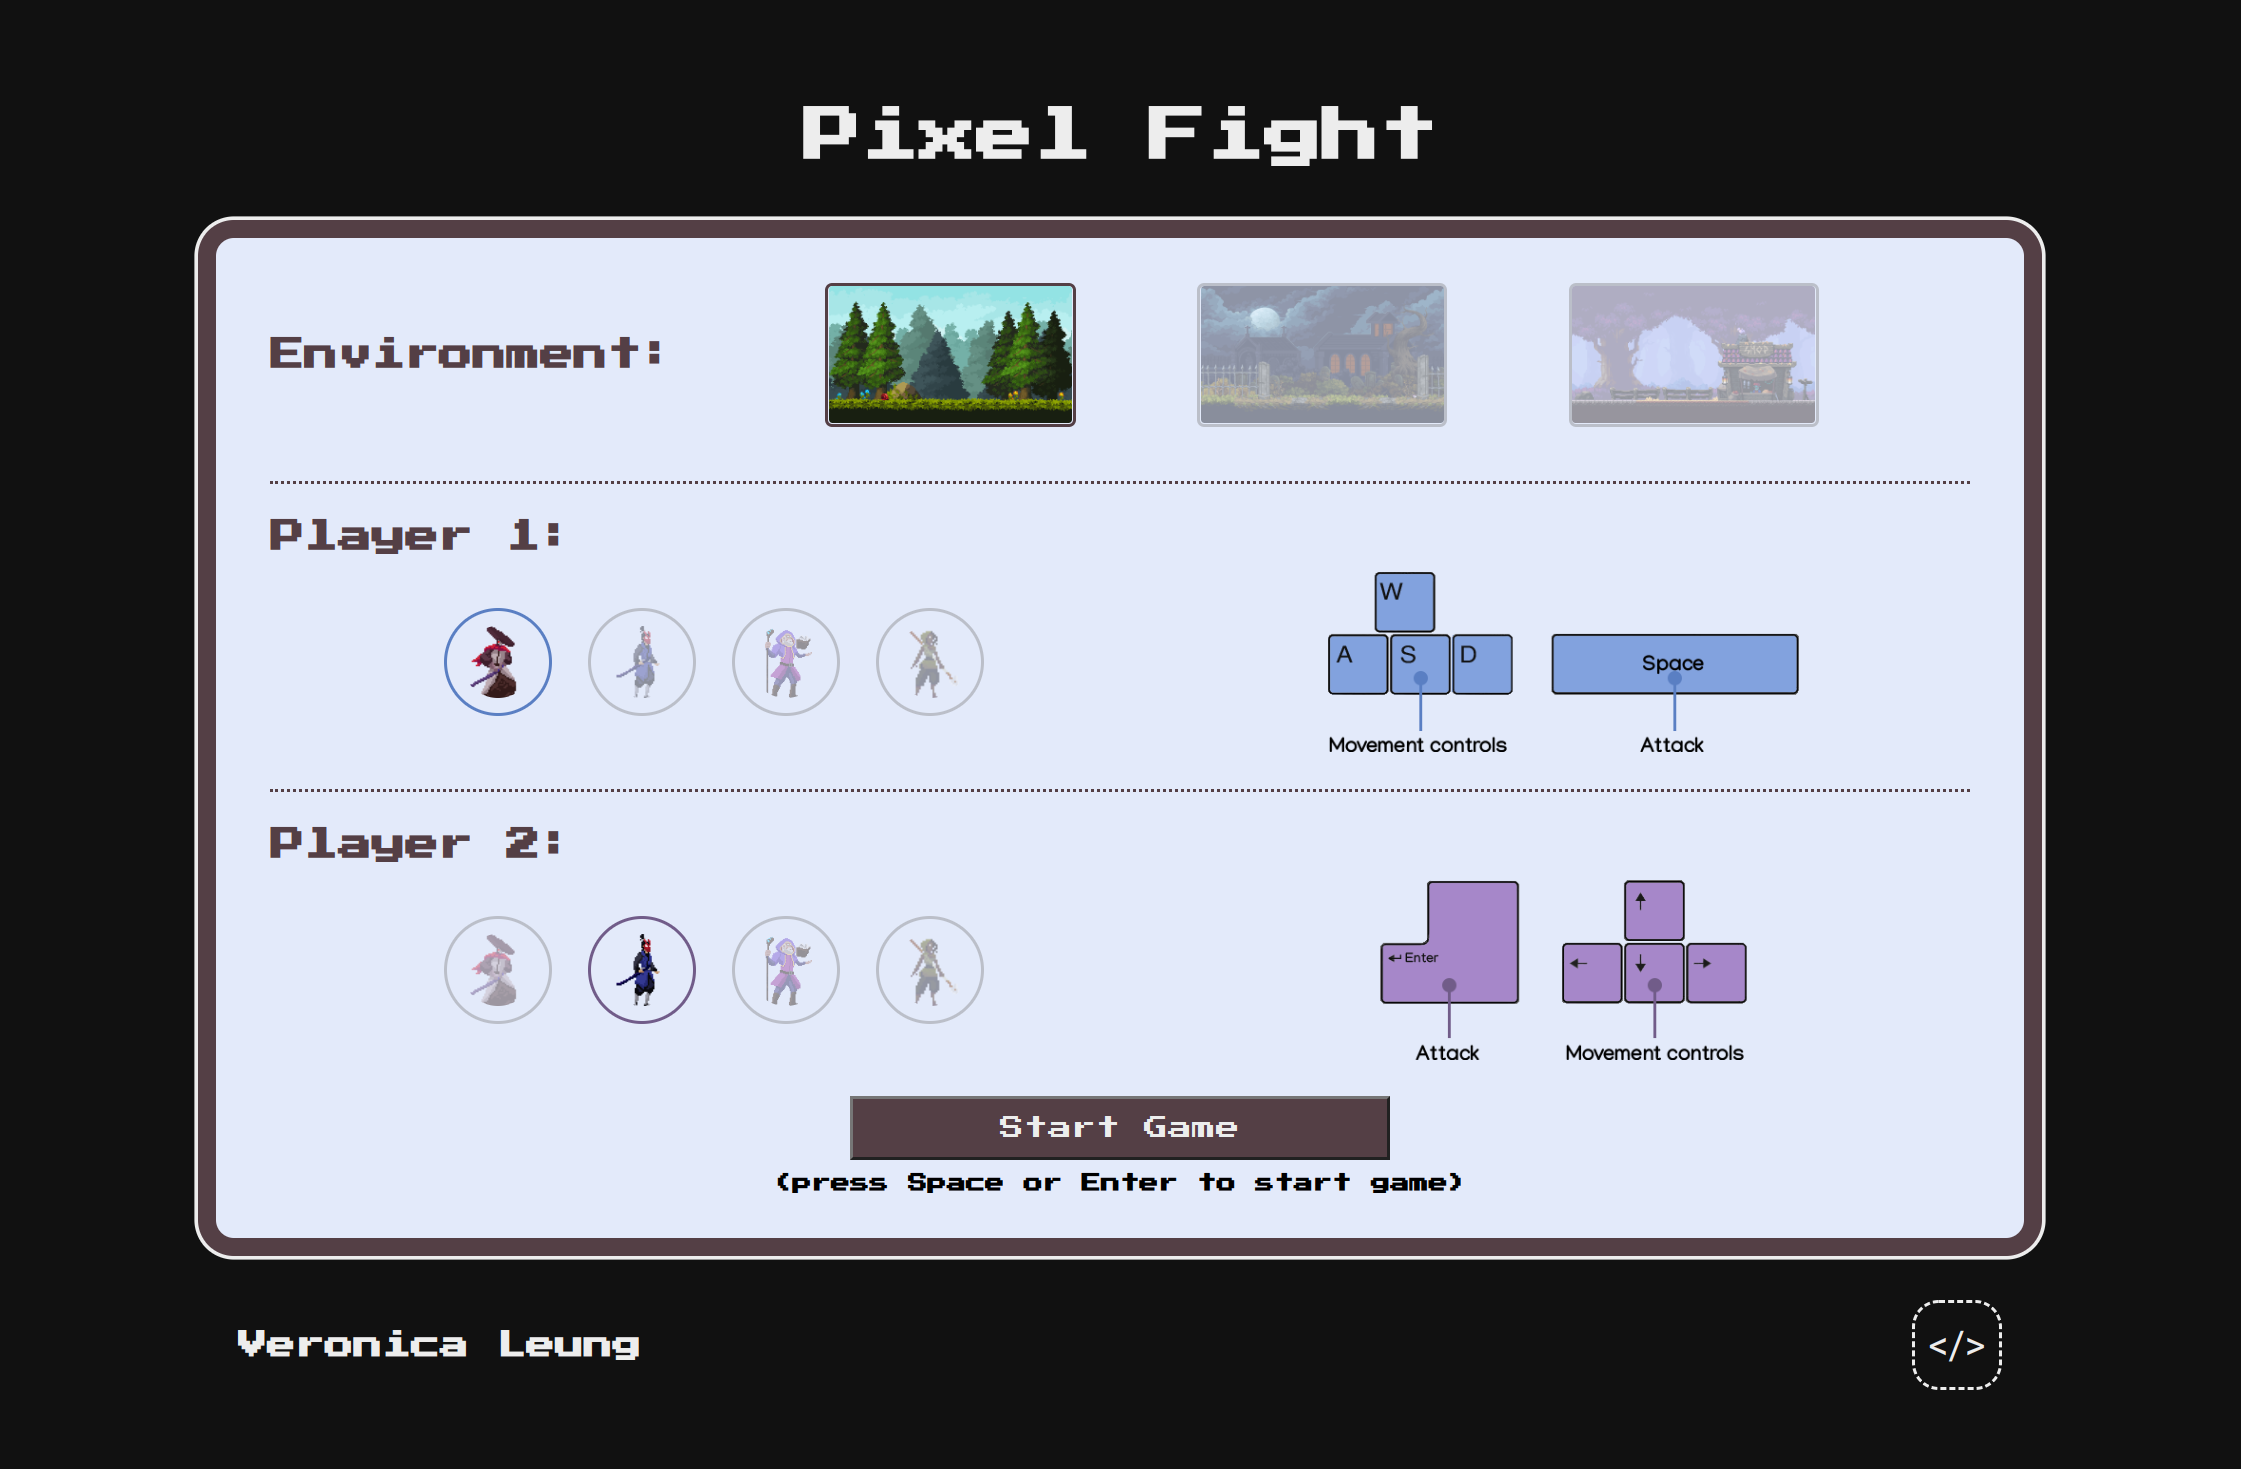 Pixel Fight
Environment:
Player 1:
W
A S D
Space
Movement controls
Attack
Player 2:
↑
↵ Enter
← ↓ →
Attack
Movement controls
Start Game
(press Space or Enter to start game)
Veronica Leung
</>